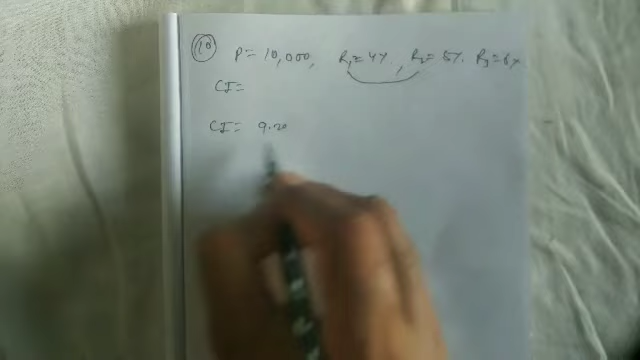 (10) P = 10,000, R₁ = 4%, R₂ = 5%. R₃ = 6%
CI =
CI = 9.20